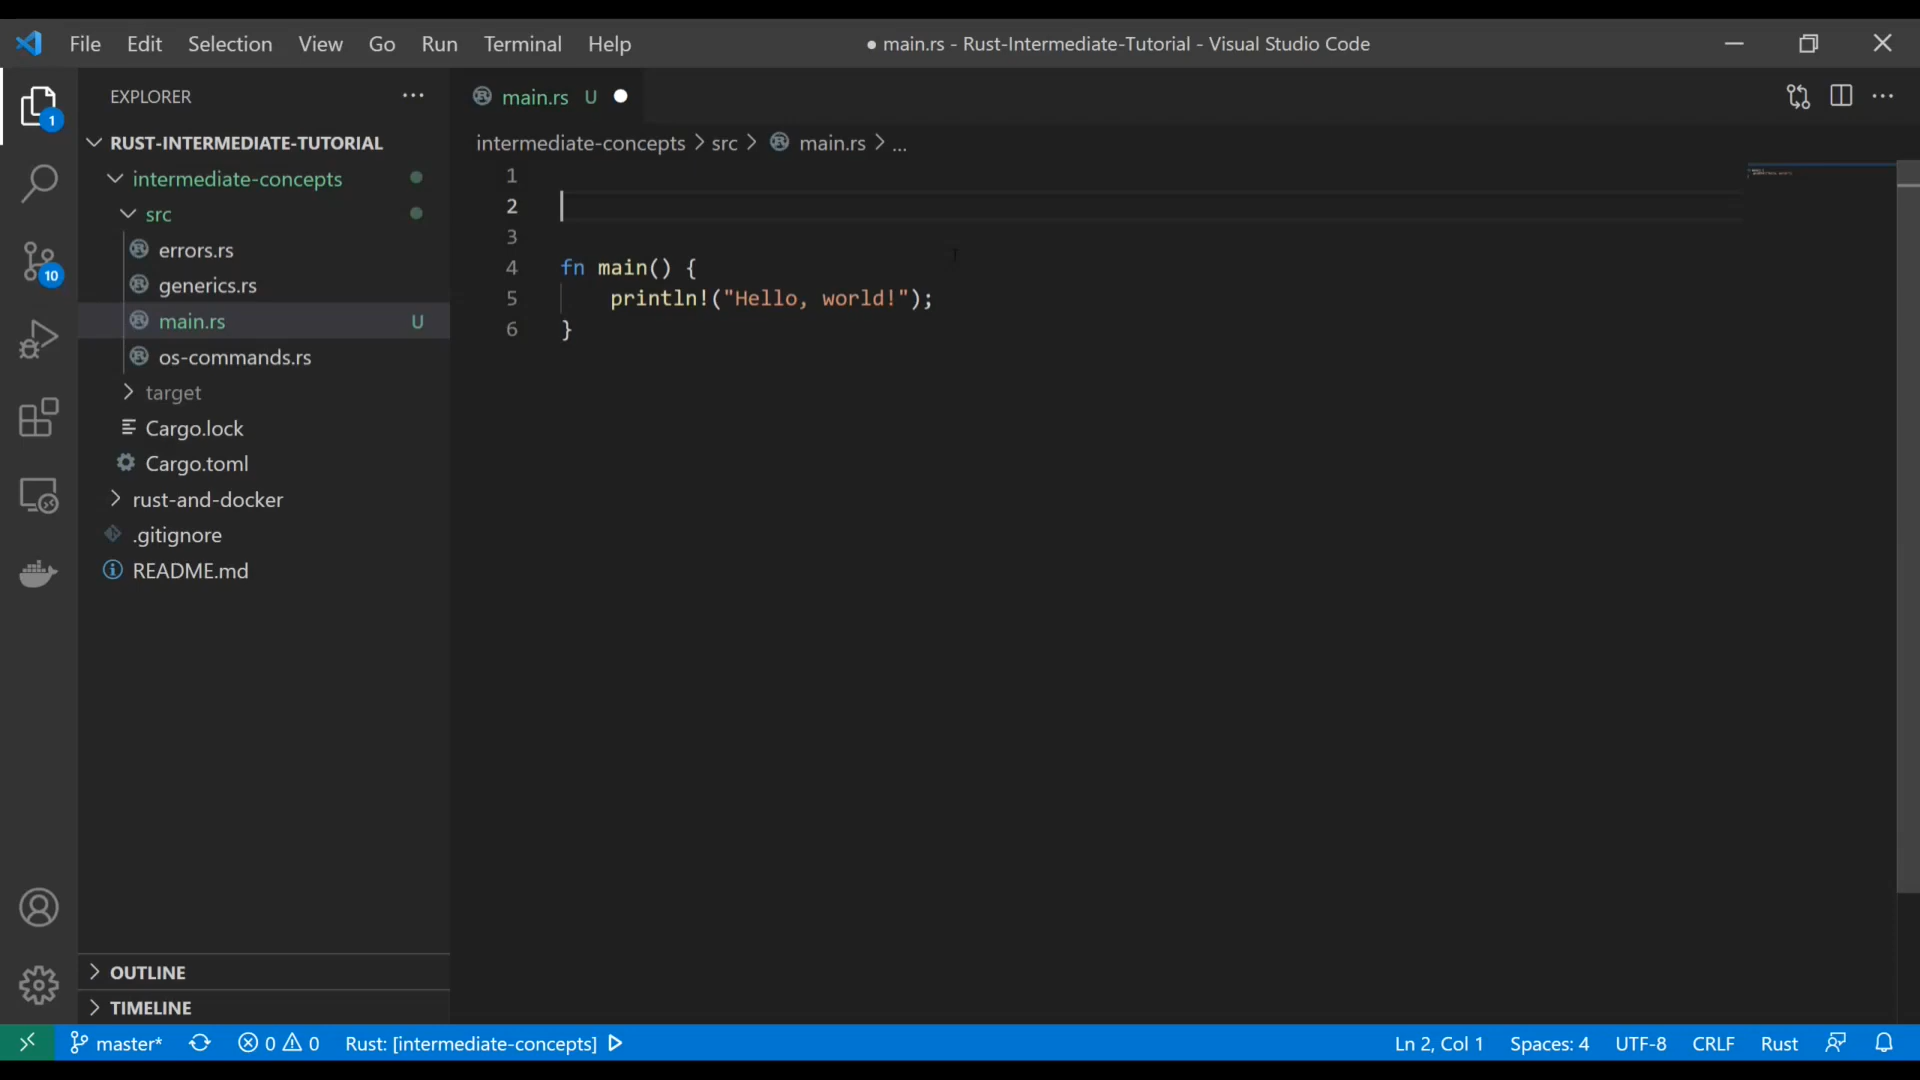 File Edit Selection View Go Run Terminal Help
● main.rs - Rust-Intermediate-Tutorial - Visual Studio Code
EXPLORER
1
RUST-INTERMEDIATE-TUTORIAL
intermediate-concepts
src
errors.rs
generics.rs
main.rs U
os-commands.rs
target
Cargo.lock
Cargo.toml
rust-and-docker
.gitignore
README.md
10
OUTLINE
TIMELINE
main.rs U
intermediate-concepts > src > main.rs > ...
1
2
3
4 fn main() {
5 println!("Hello, world!");
6 }
master* 0 0 Rust: [intermediate-concepts] Ln 2, Col 1 Spaces: 4 UTF-8 CRLF Rust